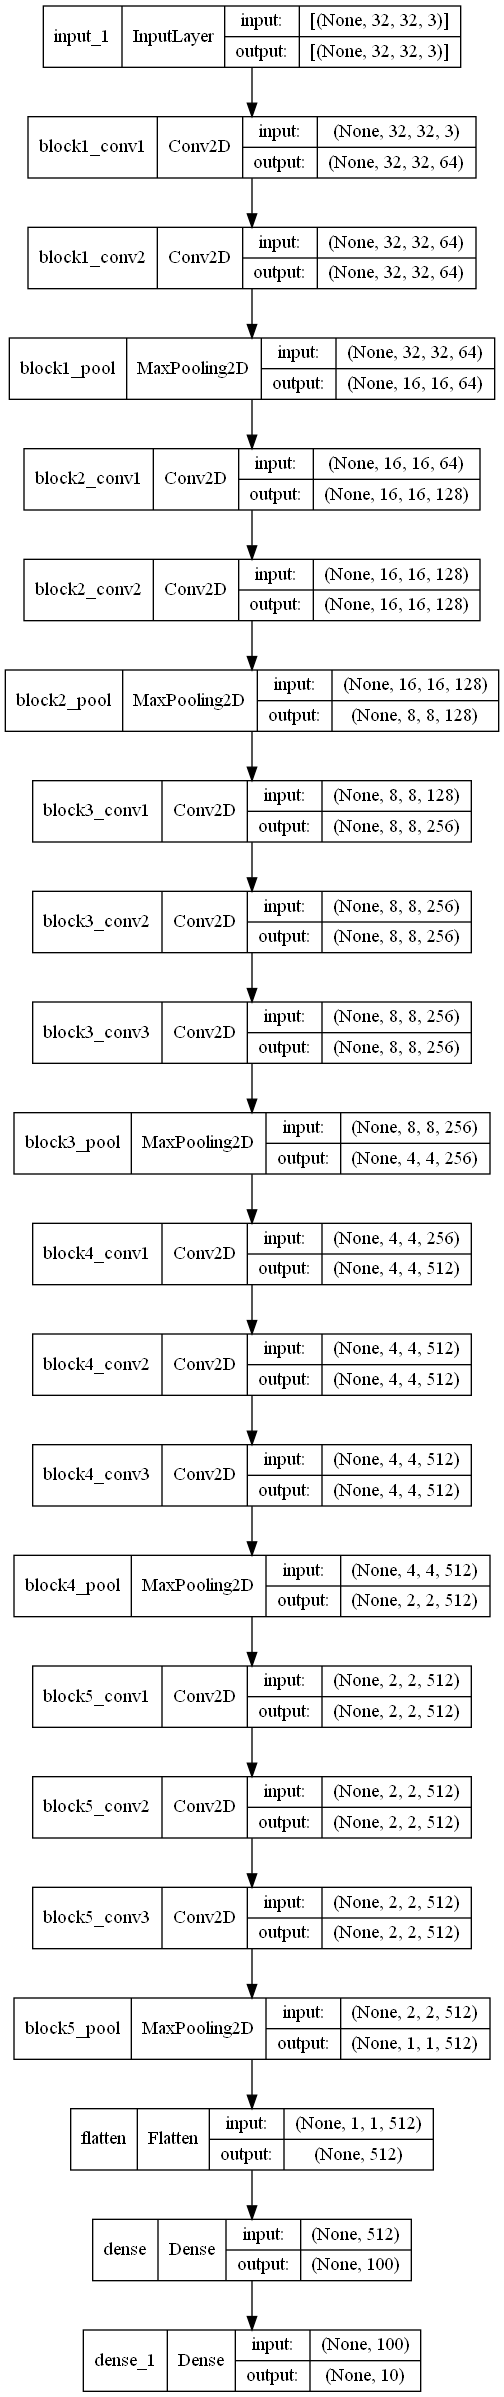 input_1 InputLayer input: [(None, 32, 32, 3)]
output: [(None, 32, 32, 3)]
block1_conv1 Conv2D input: (None, 32, 32, 3)
output: (None, 32, 32, 64)
block1_conv2 Conv2D input: (None, 32, 32, 64)
output: (None, 32, 32, 64)
block1_pool MaxPooling2D input: (None, 32, 32, 64)
output: (None, 16, 16, 64)
block2_conv1 Conv2D input: (None, 16, 16, 64)
output: (None, 16, 16, 128)
block2_conv2 Conv2D input: (None, 16, 16, 128)
output: (None, 16, 16, 128)
block2_pool MaxPooling2D input: (None, 16, 16, 128)
output: (None, 8, 8, 128)
block3_conv1 Conv2D input: (None, 8, 8, 128)
output: (None, 8, 8, 256)
block3_conv2 Conv2D input: (None, 8, 8, 256)
output: (None, 8, 8, 256)
block3_conv3 Conv2D input: (None, 8, 8, 256)
output: (None, 8, 8, 256)
block3_pool MaxPooling2D input: (None, 8, 8, 256)
output: (None, 4, 4, 256)
block4_conv1 Conv2D input: (None, 4, 4, 256)
output: (None, 4, 4, 512)
block4_conv2 Conv2D input: (None, 4, 4, 512)
output: (None, 4, 4, 512)
block4_conv3 Conv2D input: (None, 4, 4, 512)
output: (None, 4, 4, 512)
block4_pool MaxPooling2D input: (None, 4, 4, 512)
output: (None, 2, 2, 512)
block5_conv1 Conv2D input: (None, 2, 2, 512)
output: (None, 2, 2, 512)
block5_conv2 Conv2D input: (None, 2, 2, 512)
output: (None, 2, 2, 512)
block5_conv3 Conv2D input: (None, 2, 2, 512)
output: (None, 2, 2, 512)
block5_pool MaxPooling2D input: (None, 2, 2, 512)
output: (None, 1, 1, 512)
flatten Flatten input: (None, 1, 1, 512)
output: (None, 512)
dense Dense input: (None, 512)
output: (None, 100)
dense_1 Dense input: (None, 100)
output: (None, 10)